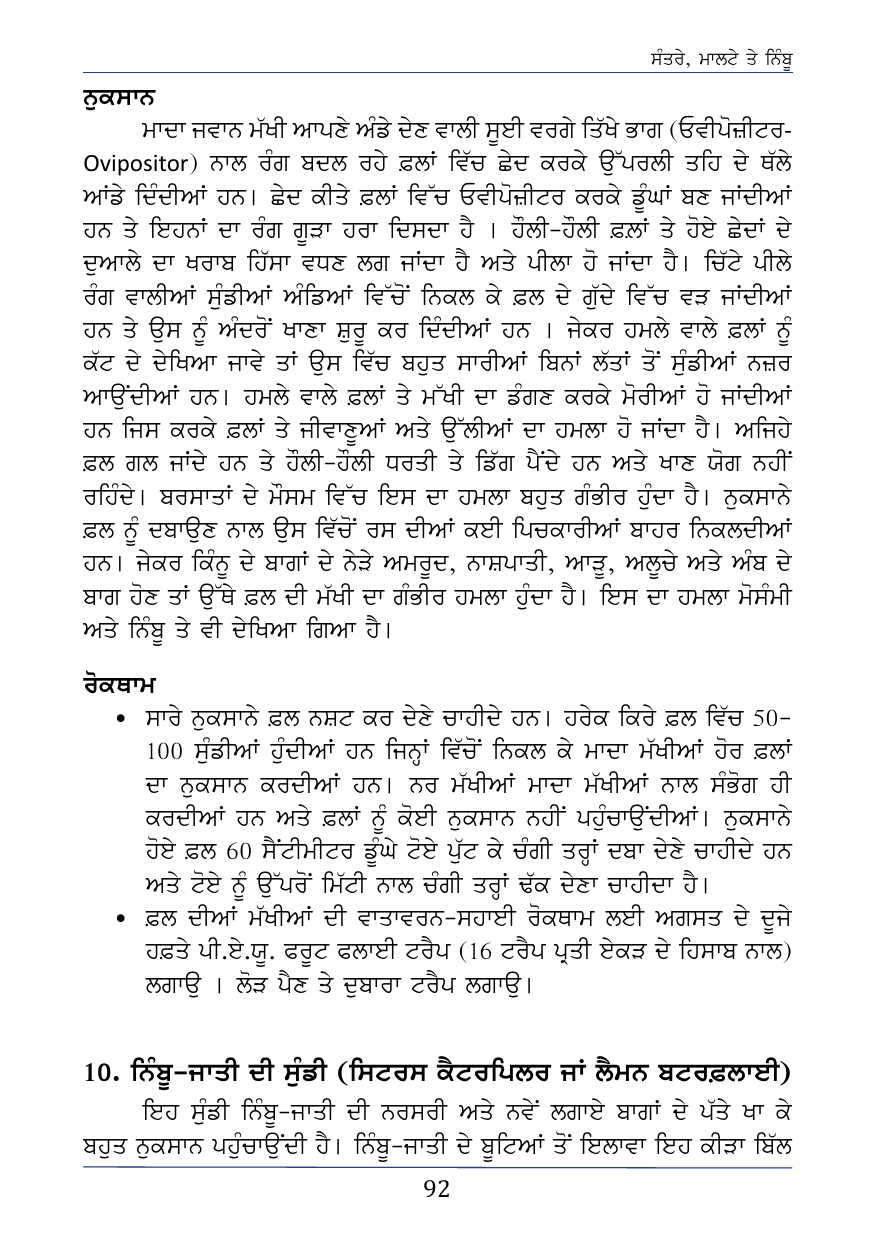 ਸੰਤਰੇ, ਮਾਲਟੇ ਤੇ ਨਿੰਬੂ
ਨੁਕਸਾਨ
ਮਾਦਾ ਜਵਾਨ ਮੱਖੀ ਆਪਣੇ ਅੰਡੇ ਦੇਣ ਵਾਲੀ ਸੂਈ ਵਰਗੇ ਤਿੱਖੇ ਭਾਗ (ਓਵੀਪੋਜ਼ੀਟਰ-
Ovipositor) ਨਾਲ ਰੰਗ ਬਦਲ ਰਹੇ ਫ਼ਲਾਂ ਵਿੱਚ ਛੇਦ ਕਰਕੇ ਉੱਪਰਲੀ ਤਹਿ ਦੇ ਥੱਲੇ
ਆਂਡੇ ਦਿੰਦੀਆਂ ਹਨ। ਛੇਦ ਕੀਤੇ ਫ਼ਲਾਂ ਵਿੱਚ ਓਵੀਪੋਜ਼ੀਟਰ ਕਰਕੇ ਡੂੰਘਾਂ ਬਣ ਜਾਂਦੀਆਂ
ਹਨ ਤੇ ਇਹਨਾਂ ਦਾ ਰੰਗ ਗੂੜਾ ਹਰਾ ਦਿਸਦਾ ਹੈ । ਹੌਲੀ-ਹੌਲੀ ਫ਼ਲਾਂ ਤੇ ਹੋਏ ਛੇਦਾਂ ਦੇ
ਦੁਆਲੇ ਦਾ ਖਰਾਬ ਹਿੱਸਾ ਵਧਣ ਲਗ ਜਾਂਦਾ ਹੈ ਅਤੇ ਪੀਲਾ ਹੋ ਜਾਂਦਾ ਹੈ। ਚਿੱਟੇ ਪੀਲੇ
ਰੰਗ ਵਾਲੀਆਂ ਸੁੰਡੀਆਂ ਅੰਡਿਆਂ ਵਿੱਚੋਂ ਨਿਕਲ ਕੇ ਫ਼ਲ ਦੇ ਗੁੱਦੇ ਵਿੱਚ ਵੜ ਜਾਂਦੀਆਂ
ਹਨ ਤੇ ਉਸ ਨੂੰ ਅੰਦਰੋਂ ਖਾਣਾ ਸ਼ੁਰੂ ਕਰ ਦਿੰਦੀਆਂ ਹਨ । ਜੇਕਰ ਹਮਲੇ ਵਾਲੇ ਫ਼ਲਾਂ ਨੂੰ
ਕੱਟ ਦੇ ਦੇਖਿਆ ਜਾਵੇ ਤਾਂ ਉਸ ਵਿੱਚ ਬਹੁਤ ਸਾਰੀਆਂ ਬਿਨਾਂ ਲੱਤਾਂ ਤੋਂ ਸੁੰਡੀਆਂ ਨਜ਼ਰ
ਆਉਂਦੀਆਂ ਹਨ। ਹਮਲੇ ਵਾਲੇ ਫ਼ਲਾਂ ਤੇ ਮੱਖੀ ਦਾ ਡੰਗਣ ਕਰਕੇ ਮੋਰੀਆਂ ਹੋ ਜਾਂਦੀਆਂ
ਹਨ ਜਿਸ ਕਰਕੇ ਫ਼ਲਾਂ ਤੇ ਜੀਵਾਣੂਆਂ ਅਤੇ ਉੱਲੀਆਂ ਦਾ ਹਮਲਾ ਹੋ ਜਾਂਦਾ ਹੈ। ਅਜਿਹੇ
ਫ਼ਲ ਗਲ ਜਾਂਦੇ ਹਨ ਤੇ ਹੌਲੀ-ਹੌਲੀ ਧਰਤੀ ਤੇ ਡਿੱਗ ਪੈਂਦੇ ਹਨ ਅਤੇ ਖਾਣ ਯੋਗ ਨਹੀਂ
ਰਹਿੰਦੇ। ਬਰਸਾਤਾਂ ਦੇ ਮੌਸਮ ਵਿੱਚ ਇਸ ਦਾ ਹਮਲਾ ਬਹੁਤ ਗੰਭੀਰ ਹੁੰਦਾ ਹੈ। ਨੁਕਸਾਨੇ
ਫ਼ਲ ਨੂੰ ਦਬਾਉਣ ਨਾਲ ਉਸ ਵਿੱਚੋਂ ਰਸ ਦੀਆਂ ਕਈ ਪਿਚਕਾਰੀਆਂ ਬਾਹਰ ਨਿਕਲਦੀਆਂ
ਹਨ। ਜੇਕਰ ਕਿੰਨੂ ਦੇ ਬਾਗਾਂ ਦੇ ਨੇੜੇ ਅਮਰੂਦ, ਨਾਸ਼ਪਾਤੀ, ਆੜੂ, ਅਲੂਚੇ ਅਤੇ ਅੰਬ ਦੇ
ਬਾਗ ਹੋਣ ਤਾਂ ਉੱਥੇ ਫ਼ਲ ਦੀ ਮੱਖੀ ਦਾ ਗੰਭੀਰ ਹਮਲਾ ਹੁੰਦਾ ਹੈ। ਇਸ ਦਾ ਹਮਲਾ ਮੋਸੰਮੀ
ਅਤੇ ਨਿੰਬੂ ਤੇ ਵੀ ਦੇਖਿਆ ਗਿਆ ਹੈ।
ਰੋਕਥਾਮ
• ਸਾਰੇ ਨੁਕਸਾਨੇ ਫ਼ਲ ਨਸ਼ਟ ਕਰ ਦੇਣੇ ਚਾਹੀਦੇ ਹਨ। ਹਰੇਕ ਕਿਰੇ ਫ਼ਲ ਵਿੱਚ 50-
100 ਸੁੰਡੀਆਂ ਹੁੰਦੀਆਂ ਹਨ ਜਿਨ੍ਹਾਂ ਵਿੱਚੋਂ ਨਿਕਲ ਕੇ ਮਾਦਾ ਮੱਖੀਆਂ ਹੋਰ ਫ਼ਲਾਂ
ਦਾ ਨੁਕਸਾਨ ਕਰਦੀਆਂ ਹਨ। ਨਰ ਮੱਖੀਆਂ ਮਾਦਾ ਮੱਖੀਆਂ ਨਾਲ ਸੰਭੋਗ ਹੀ
ਕਰਦੀਆਂ ਹਨ ਅਤੇ ਫ਼ਲਾਂ ਨੂੰ ਕੋਈ ਨੁਕਸਾਨ ਨਹੀਂ ਪਹੁੰਚਾਉਂਦੀਆਂ। ਨੁਕਸਾਨੇ
ਹੋਏ ਫ਼ਲ 60 ਸੈਂਟੀਮੀਟਰ ਡੂੰਘੇ ਟੋਏ ਪੁੱਟ ਕੇ ਚੰਗੀ ਤਰ੍ਹਾਂ ਦਬਾ ਦੇਣੇ ਚਾਹੀਦੇ ਹਨ
ਅਤੇ ਟੋਏ ਨੂੰ ਉੱਪਰੋਂ ਮਿੱਟੀ ਨਾਲ ਚੰਗੀ ਤਰ੍ਹਾਂ ਢੱਕ ਦੇਣਾ ਚਾਹੀਦਾ ਹੈ।
• ਫ਼ਲ ਦੀਆਂ ਮੱਖੀਆਂ ਦੀ ਵਾਤਾਵਰਨ-ਸਹਾਈ ਰੋਕਥਾਮ ਲਈ ਅਗਸਤ ਦੇ ਦੂਜੇ
ਹਫ਼ਤੇ ਪੀ.ਏ.ਯੂ. ਫਰੂਟ ਫਲਾਈ ਟਰੈਪ (16 ਟਰੈਪ ਪ੍ਰਤੀ ਏਕੜ ਦੇ ਹਿਸਾਬ ਨਾਲ)
ਲਗਾਉ । ਲੋੜ ਪੈਣ ਤੇ ਦੁਬਾਰਾ ਟਰੈਪ ਲਗਾਉ।
10. ਨਿੰਬੂ-ਜਾਤੀ ਦੀ ਸੁੰਡੀ (ਸਿਟਰਸ ਕੈਟਰਪਿਲਰ ਜਾਂ ਲੈਮਨ ਬਟਰਫ਼ਲਾਈ)
ਇਹ ਸੁੰਡੀ ਨਿੰਬੂ-ਜਾਤੀ ਦੀ ਨਰਸਰੀ ਅਤੇ ਨਵੇਂ ਲਗਾਏ ਬਾਗਾਂ ਦੇ ਪੱਤੇ ਖਾ ਕੇ
ਬਹੁਤ ਨੁਕਸਾਨ ਪਹੁੰਚਾਉਂਦੀ ਹੈ। ਨਿੰਬੂ-ਜਾਤੀ ਦੇ ਬੂਟਿਆਂ ਤੋਂ ਇਲਾਵਾ ਇਹ ਕੀੜਾ ਬਿੱਲ
92